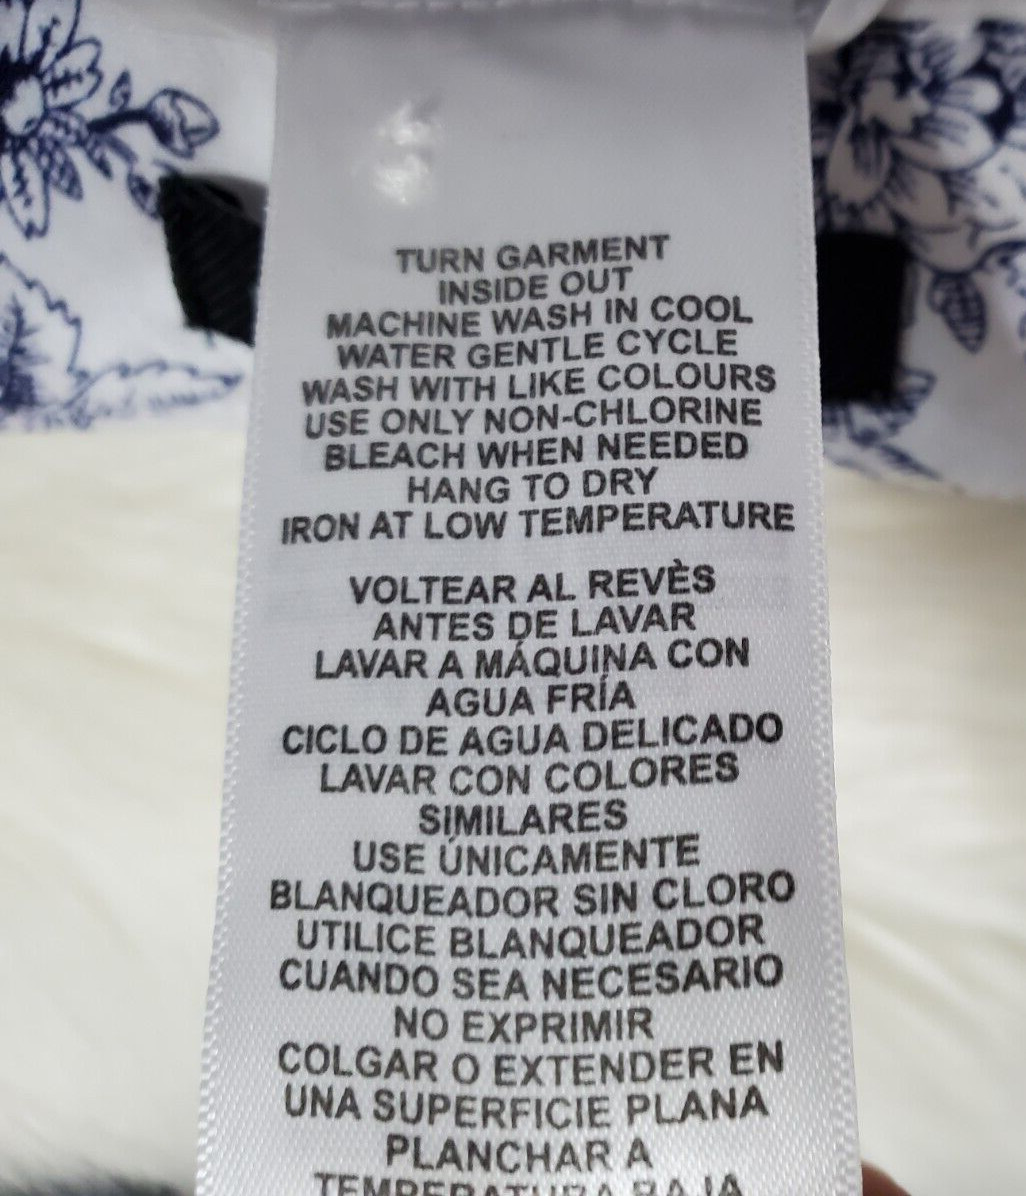 TURN GARMENT
INSIDE OUT
MACHINE WASH IN COOL
WATER GENTLE CYCLE
WASH WITH LIKE COLOURS
USE ONLY NON-CHLORINE
BLEACH WHEN NEEDED
HANG TO DRY
IRON AT LOW TEMPERATURE
VOLTEAR AL REVÈS
ANTES DE LAVAR
LAVAR A MÁQUINA CON
AGUA FRÍA
CICLO DE AGUA DELICADO
LAVAR CON COLORES
SIMILARES
USE ÚNICAMENTE
BLANQUEADOR SIN CLORO
UTILICE BLANQUEADOR
CUANDO SEA NECESARIO
NO EXPRIMIR
COLGAR O EXTENDER EN
UNA SUPERFICIE PLANA
PLANCHAR A
TEMPERATURA BAJA